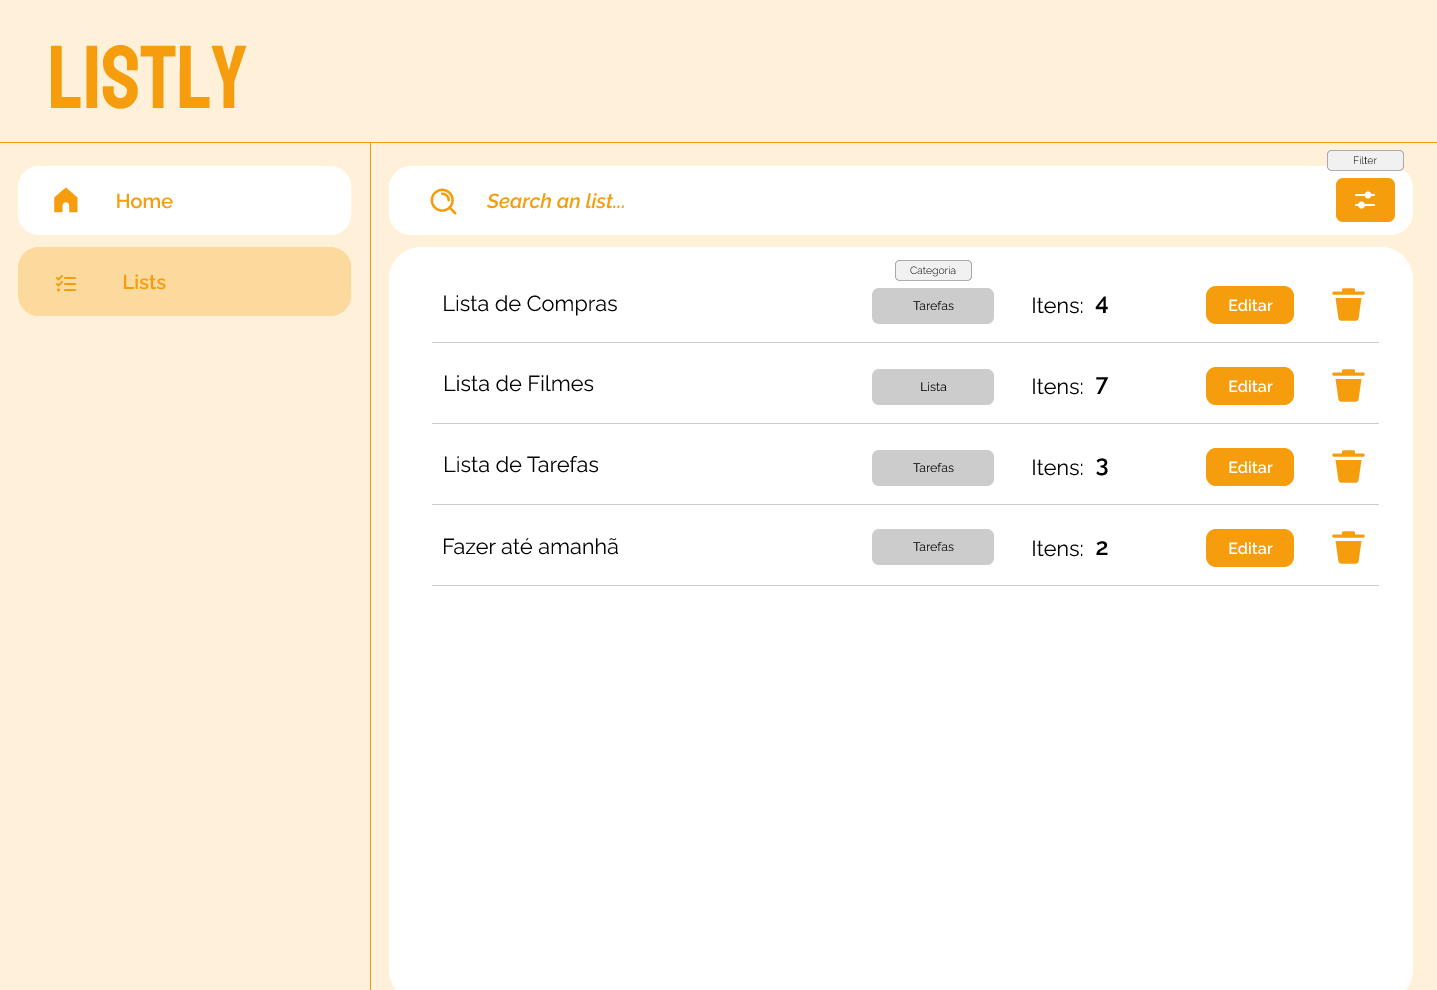 LISTLY
Home
Lists
Filter
Search an list...
Categoria
Lista de Compras
Tarefas
Itens: 4
Editar
Lista de Filmes
Lista
Itens: 7
Editar
Lista de Tarefas
Tarefas
Itens: 3
Editar
Fazer até amanhã
Tarefas
Itens: 2
Editar